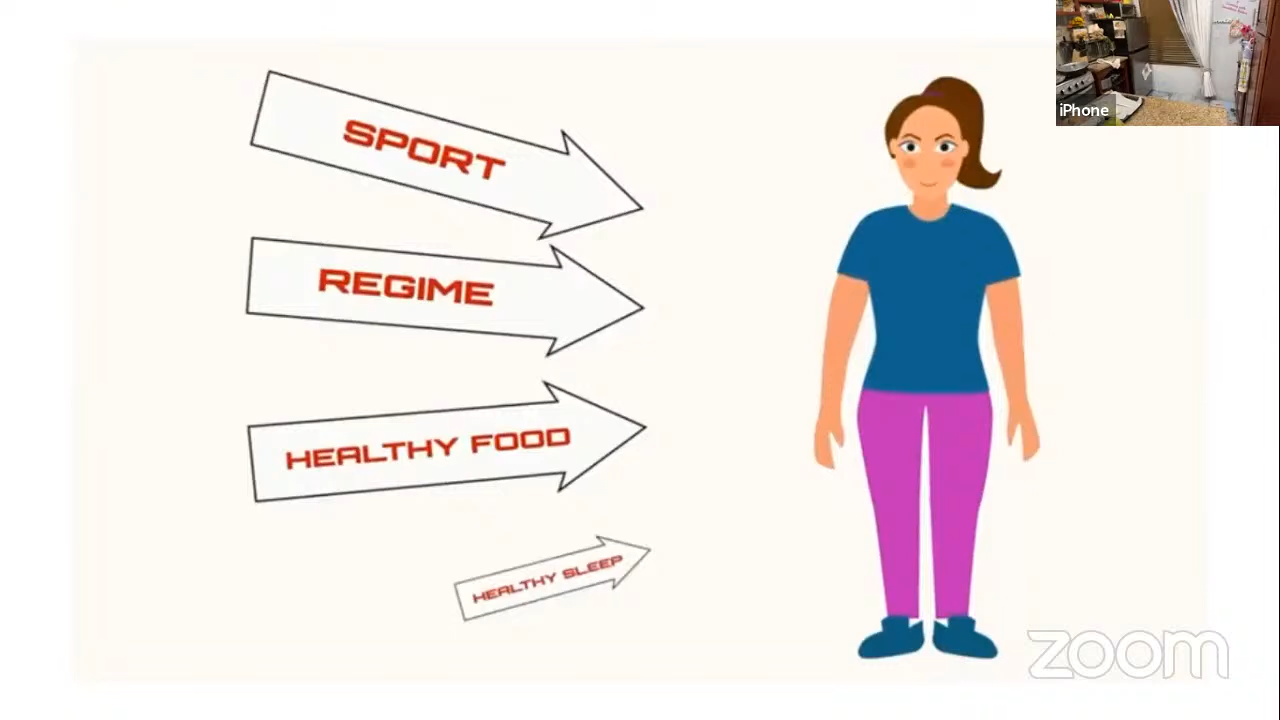 SPORT
REGIME
HEALTHY FOOD
HEALTHY SLEEP
iPhone
zoom